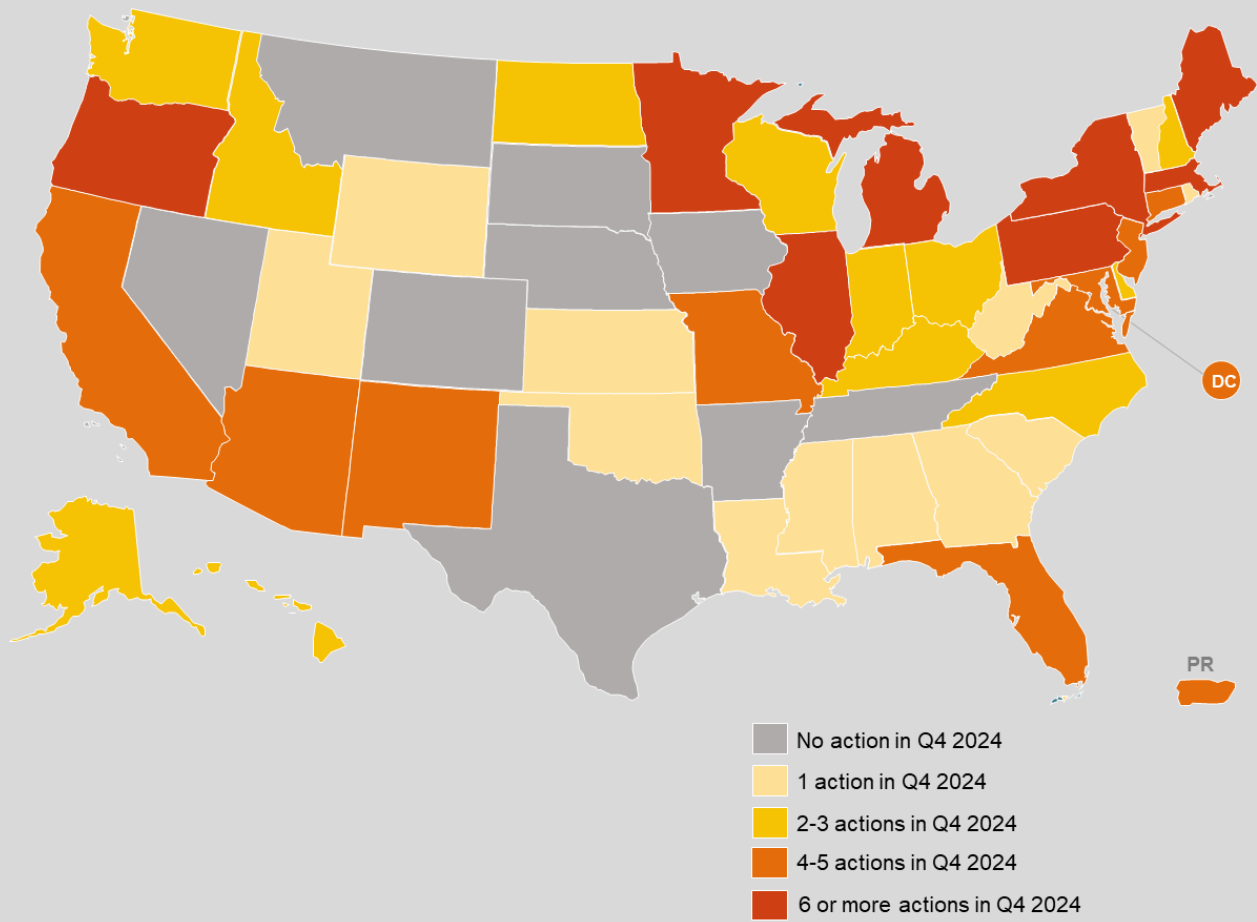 DC
PR
No action in Q4 2024
1 action in Q4 2024
2-3 actions in Q4 2024
4-5 actions in Q4 2024
6 or more actions in Q4 2024